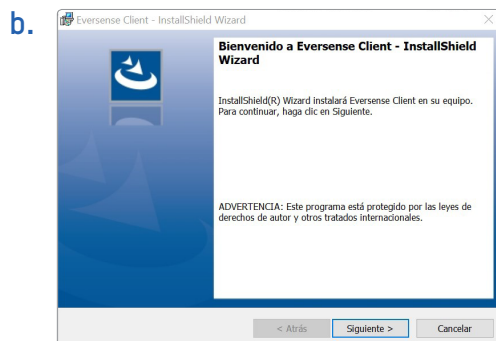 b.
Eversense Client - InstallShield Wizard
Bienvenido a Eversense Client - InstallShield
Wizard
InstallShield(R) Wizard instalará Eversense Client en su equipo.
Para continuar, haga clic en Siguiente.
ADVERTENCIA: Este programa está protegido por las leyes de
derechos de autor y otros tratados internacionales.
< Atrás
Siguiente >
Cancelar